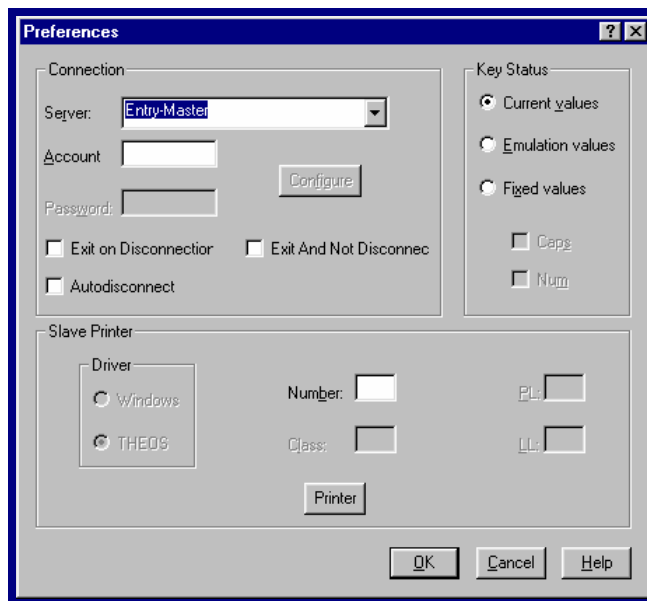 Preferences
Connection
Server: Entry-Master
Account
Configure
Password:
Exit on Disconnection Exit And Not Disconnec
Autodisconnect
Key Status
Current values
Emulation values
Fixed values
Caps
Num
Slave Printer
Driver
Windows
THEOS
Number:
Class:
PL:
LL:
Printer
OK Cancel Help